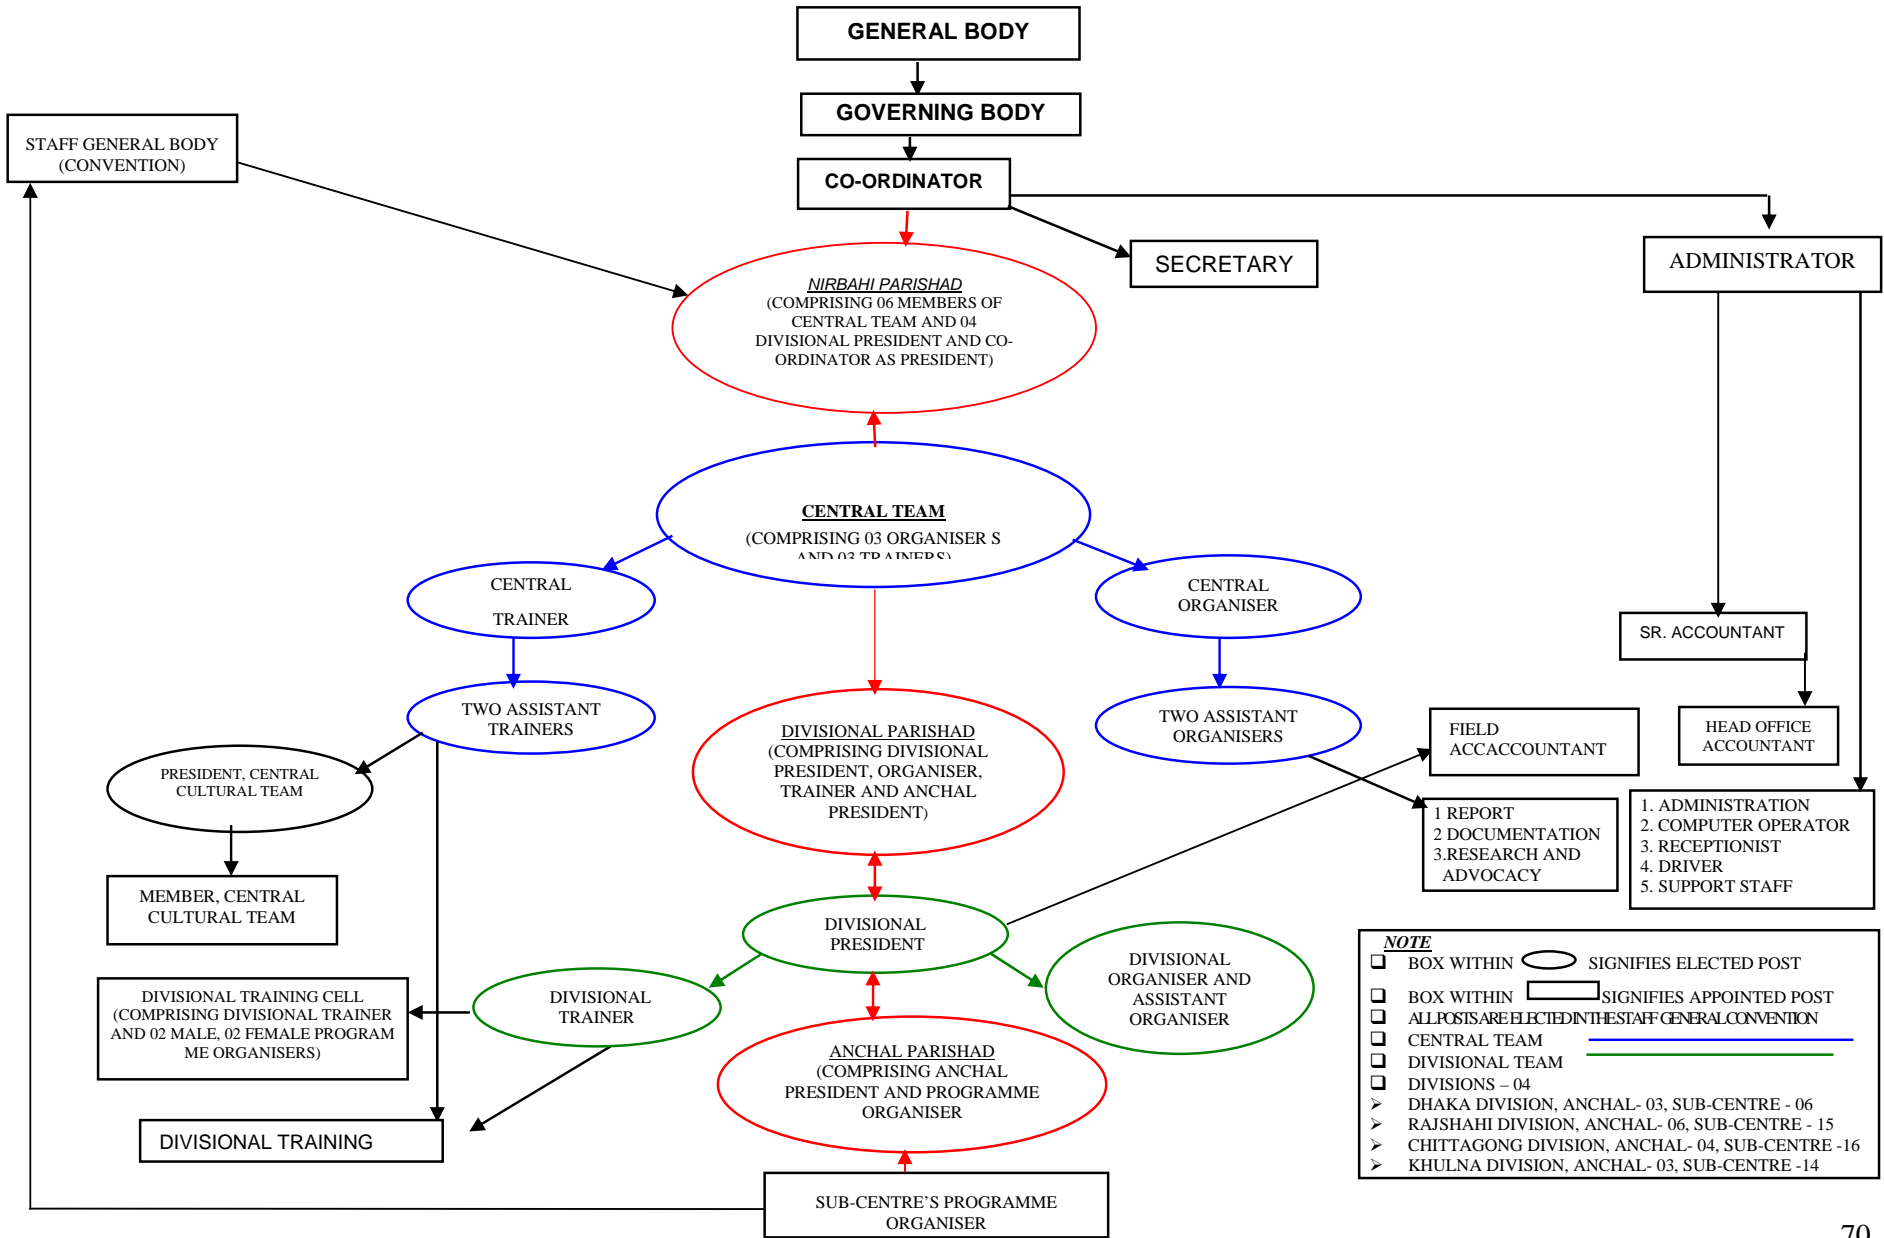 GENERAL BODY
GOVERNING BODY
STAFF GENERAL BODY
(CONVENTION)
CO-ORDINATOR
SECRETARY
ADMINISTRATOR
NIRBAHI PARISHAD
(COMPRISING 06 MEMBERS OF
CENTRAL TEAM AND 04
DIVISIONAL PRESIDENT AND CO-
ORDINATOR AS PRESIDENT)
CENTRAL TEAM
(COMPRISING 03 ORGANISER S
AND 03 TRAINERS)
CENTRAL
TRAINER
CENTRAL
ORGANISER
SR. ACCOUNTANT
TWO ASSISTANT
TRAINERS
DIVISIONAL PARISHAD
(COMPRISING DIVISIONAL
PRESIDENT, ORGANISER,
TRAINER AND ANCHAL
PRESIDENT)
TWO ASSISTANT
ORGANISERS
FIELD
ACCACCOUNTANT
HEAD OFFICE
ACCOUNTANT
PRESIDENT, CENTRAL
CULTURAL TEAM
1 REPORT
2 DOCUMENTATION
3.RESEARCH AND
ADVOCACY
1. ADMINISTRATION
2. COMPUTER OPERATOR
3. RECEPTIONIST
4. DRIVER
5. SUPPORT STAFF
MEMBER, CENTRAL
CULTURAL TEAM
DIVISIONAL
PRESIDENT
DIVISIONAL
ORGANISER AND
ASSISTANT
ORGANISER
DIVISIONAL TRAINING CELL
(COMPRISING DIVISIONAL TRAINER
AND 02 MALE, 02 FEMALE PROGRAM
ME ORGANISERS)
DIVISIONAL
TRAINER
ANCHAL PARISHAD
(COMPRISING ANCHAL
PRESIDENT AND PROGRAMME
ORGANISER
DIVISIONAL TRAINING
SUB-CENTRE’S PROGRAMME
ORGANISER
NOTE
❑ BOX WITHIN SIGNIFIES ELECTED POST
❑ BOX WITHIN SIGNIFIES APPOINTED POST
❑ ALL POSTS ARE ELECTED IN THE STAFF GENERAL CONVENTION
❑ CENTRAL TEAM
❑ DIVISIONAL TEAM
❑ DIVISIONS – 04
➢ DHAKA DIVISION, ANCHAL- 03, SUB-CENTRE - 06
➢ RAJSHAHI DIVISION, ANCHAL- 06, SUB-CENTRE - 15
➢ CHITTAGONG DIVISION, ANCHAL- 04, SUB-CENTRE -16
➢ KHULNA DIVISION, ANCHAL- 03, SUB-CENTRE -14
70